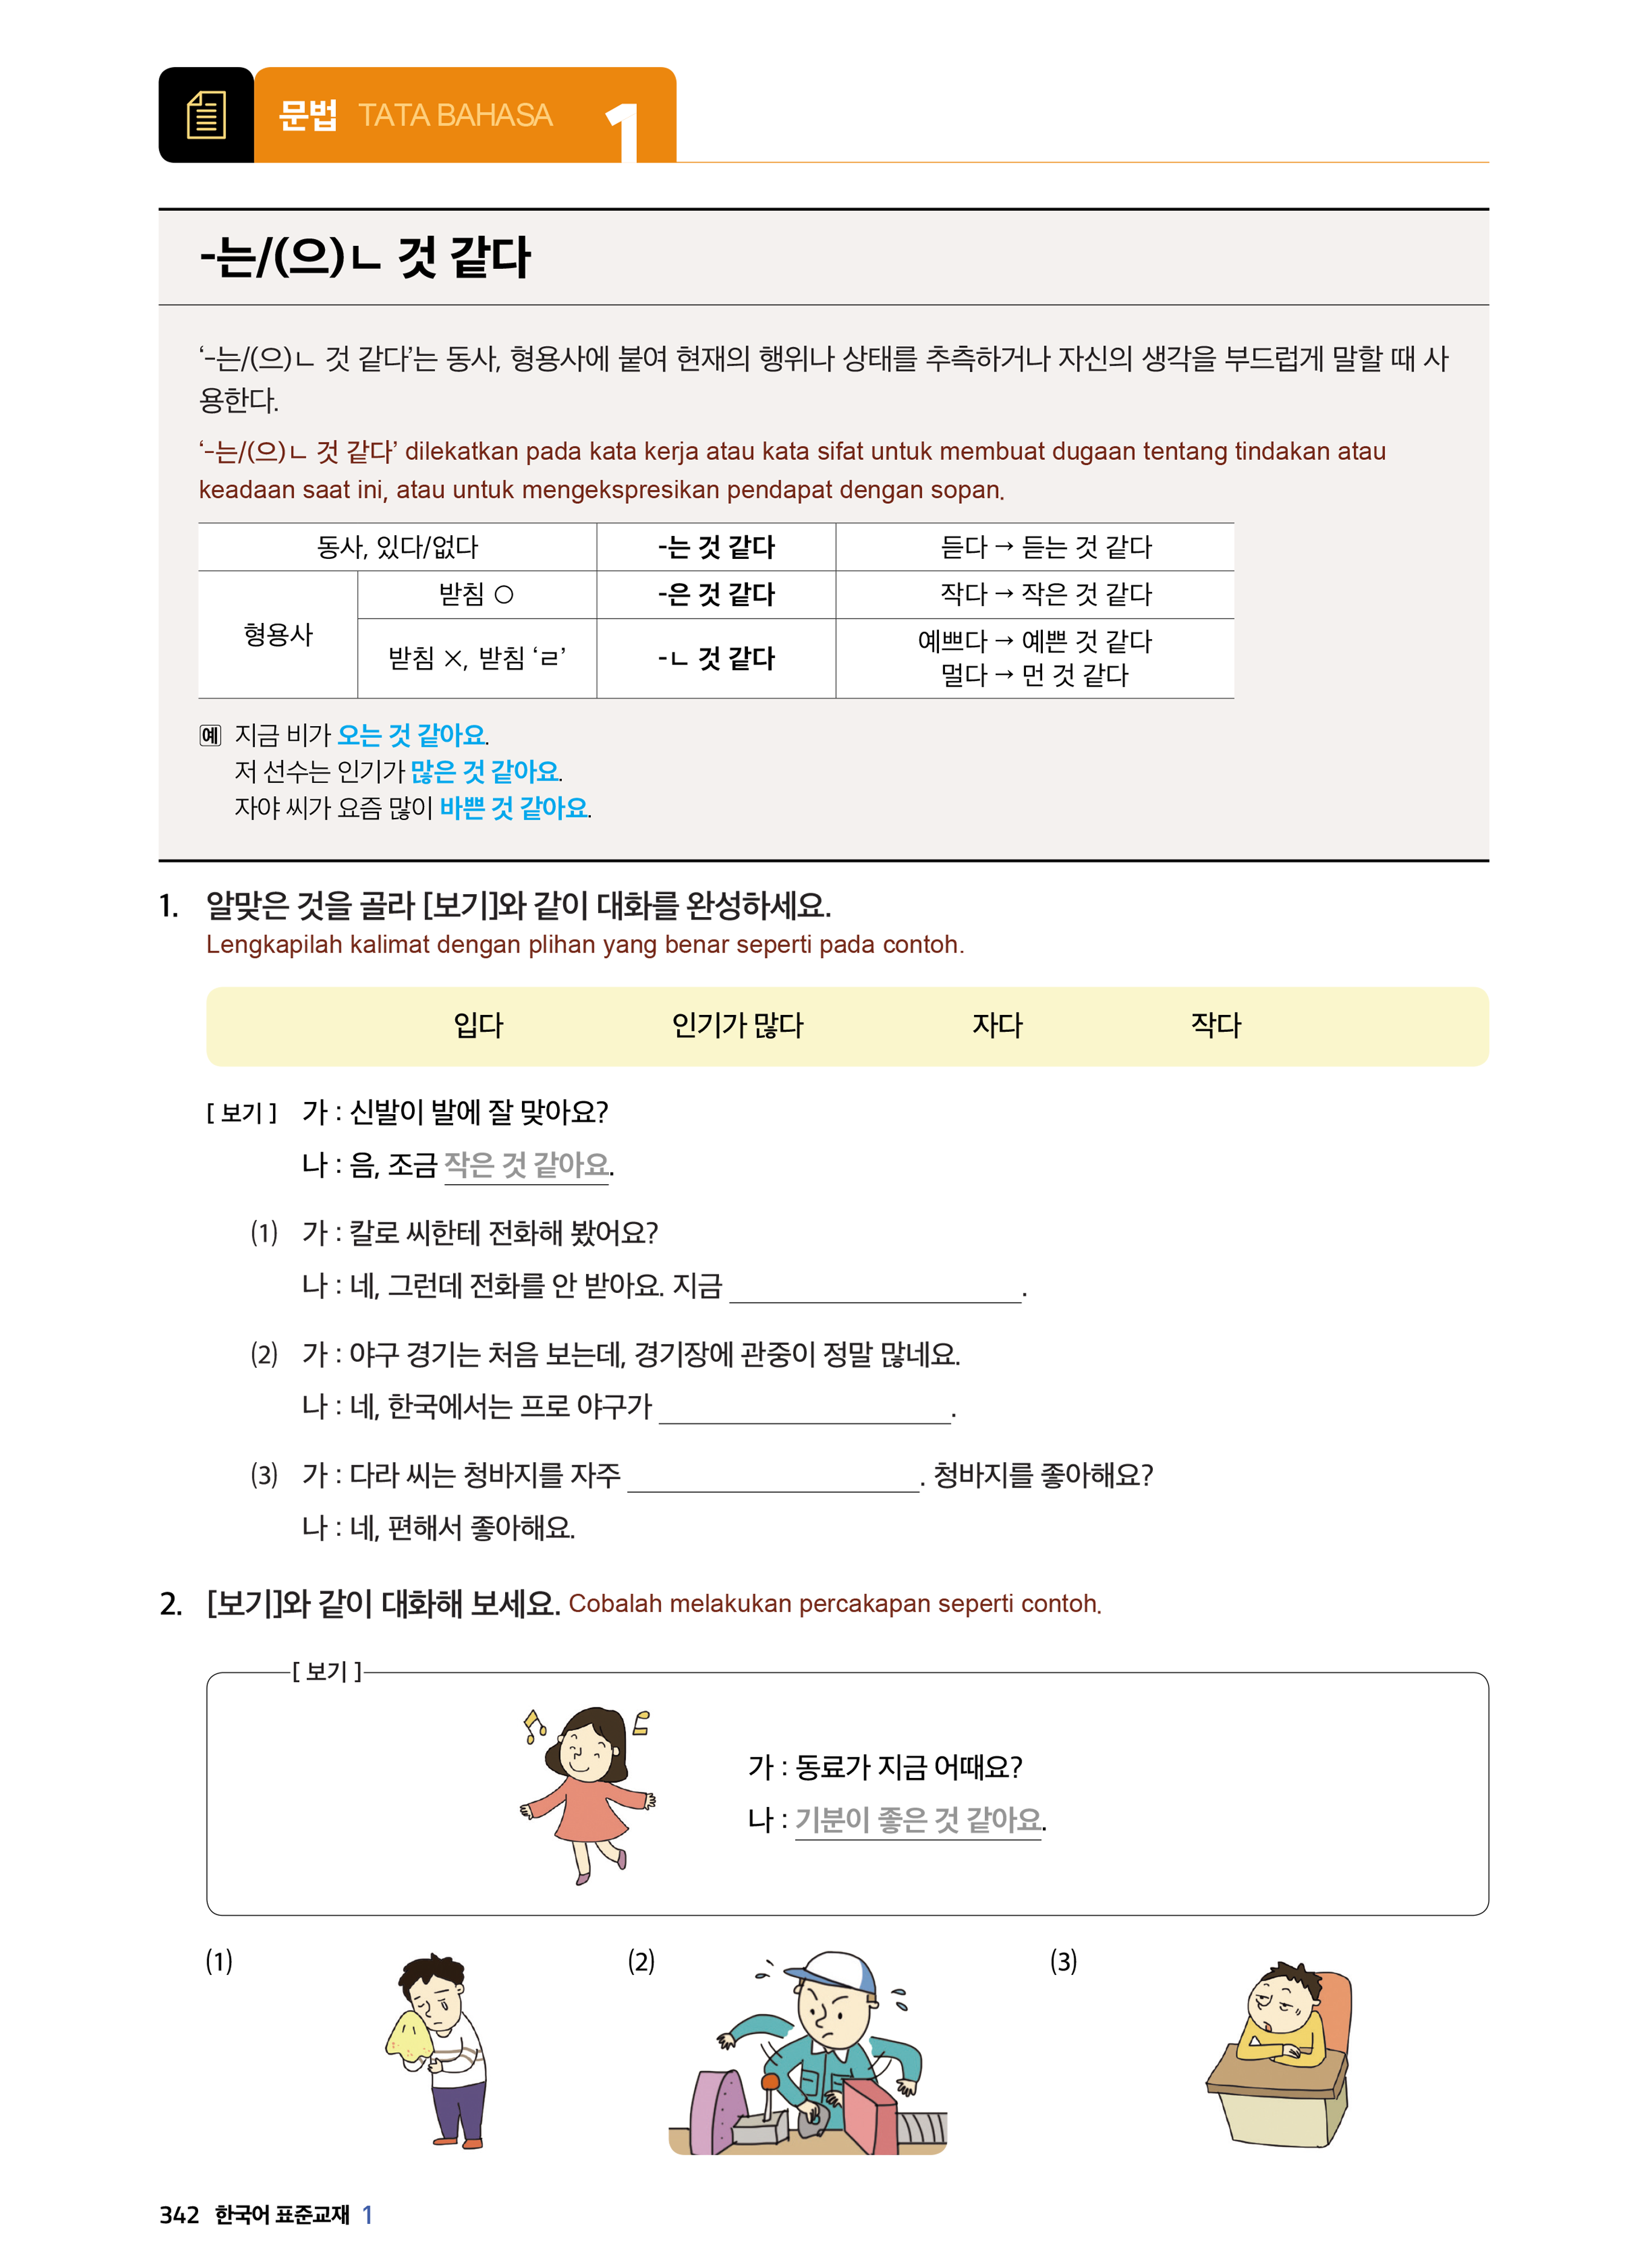 문법 TATA BAHASA 1
-는/(으)ㄴ 것 같다
‘-는/(으)ㄴ 것 같다’는 동사, 형용사에 붙여 현재의 행위나 상태를 추측하거나 자신의 생각을 부드럽게 말할 때 사
용한다.
‘-는/(으)ㄴ 것 같다’ dilekatkan pada kata kerja atau kata sifat untuk membuat dugaan tentang tindakan atau
keadaan saat ini, atau untuk mengekspresikan pendapat dengan sopan.
동사, 있다/없다 -는 것 같다 듣다 → 듣는 것 같다
형용사 받침 ○ -은 것 같다 작다 → 작은 것 같다
받침 ×, 받침 ‘ㄹ’ -ㄴ 것 같다 예쁘다 → 예쁜 것 같다
멀다 → 먼 것 같다
예 지금 비가 오는 것 같아요.
저 선수는 인기가 많은 것 같아요.
자야 씨가 요즘 많이 바쁜 것 같아요.
1. 알맞은 것을 골라 [보기]와 같이 대화를 완성하세요.
Lengkapilah kalimat dengan plihan yang benar seperti pada contoh.
입다 인기가 많다 자다 작다
[ 보기 ] 가 : 신발이 발에 잘 맞아요?
나 : 음, 조금 작은 것 같아요.
(1) 가 : 칼로 씨한테 전화해 봤어요?
나 : 네, 그런데 전화를 안 받아요. 지금 ____________________.
(2) 가 : 야구 경기는 처음 보는데, 경기장에 관중이 정말 많네요.
나 : 네, 한국에서는 프로 야구가 ____________________.
(3) 가 : 다라 씨는 청바지를 자주 ____________________. 청바지를 좋아해요?
나 : 네, 편해서 좋아해요.
2. [보기]와 같이 대화해 보세요. Cobalah melakukan percakapan seperti contoh.
[ 보기 ]
가 : 동료가 지금 어때요?
나 : 기분이 좋은 것 같아요.
(1) (2) (3)
342 한국어 표준교재 1